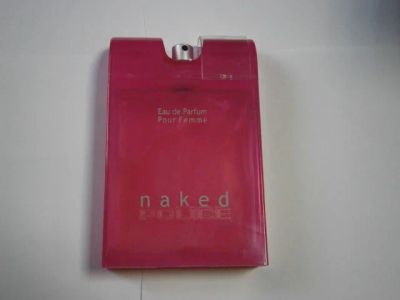 Eau de Parfum
Pour Femme
naked
POLICE